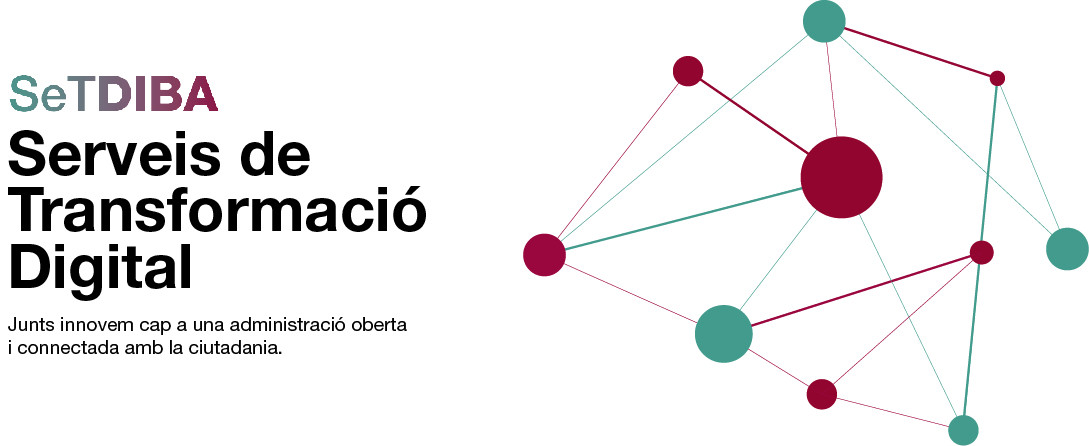 SeTDIBA
Serveis de
Transformació
Digital
Junts innovem cap a una administració oberta
i connectada amb la ciutadania.